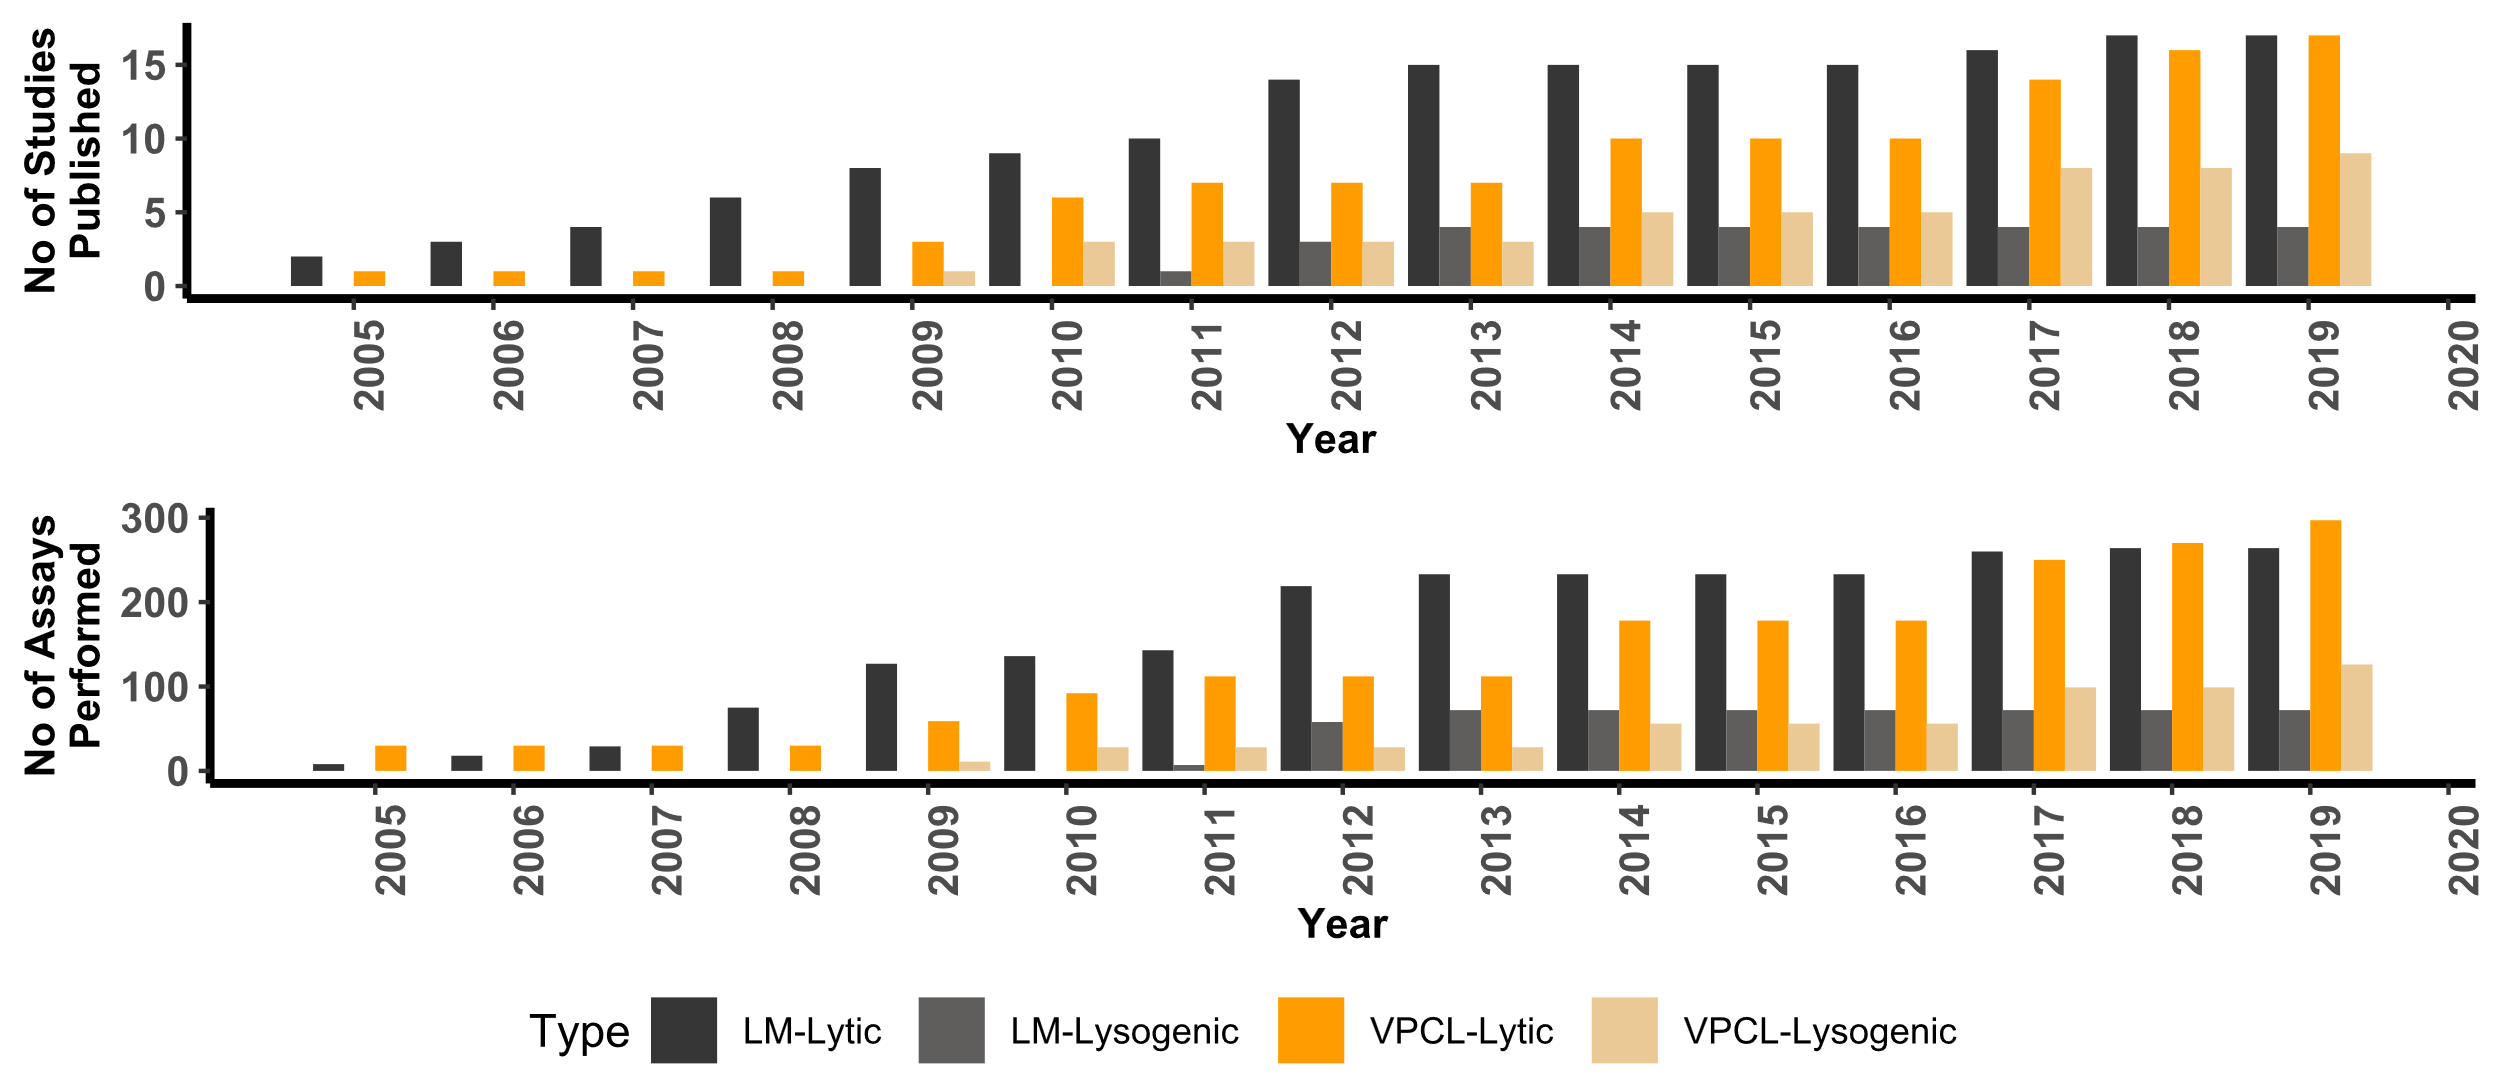 No of Studies
Published
15
10
5
0
2005 2006 2007 2008 2009 2010 2011 2012 2013 2014 2015 2016 2017 2018 2019 2020
Year
No of Assays
Performed
300
200
100
0
2005 2006 2007 2008 2009 2010 2011 2012 2013 2014 2015 2016 2017 2018 2019 2020
Year
Type LM-Lytic LM-Lysogenic VPCL-Lytic VPCL-Lysogenic